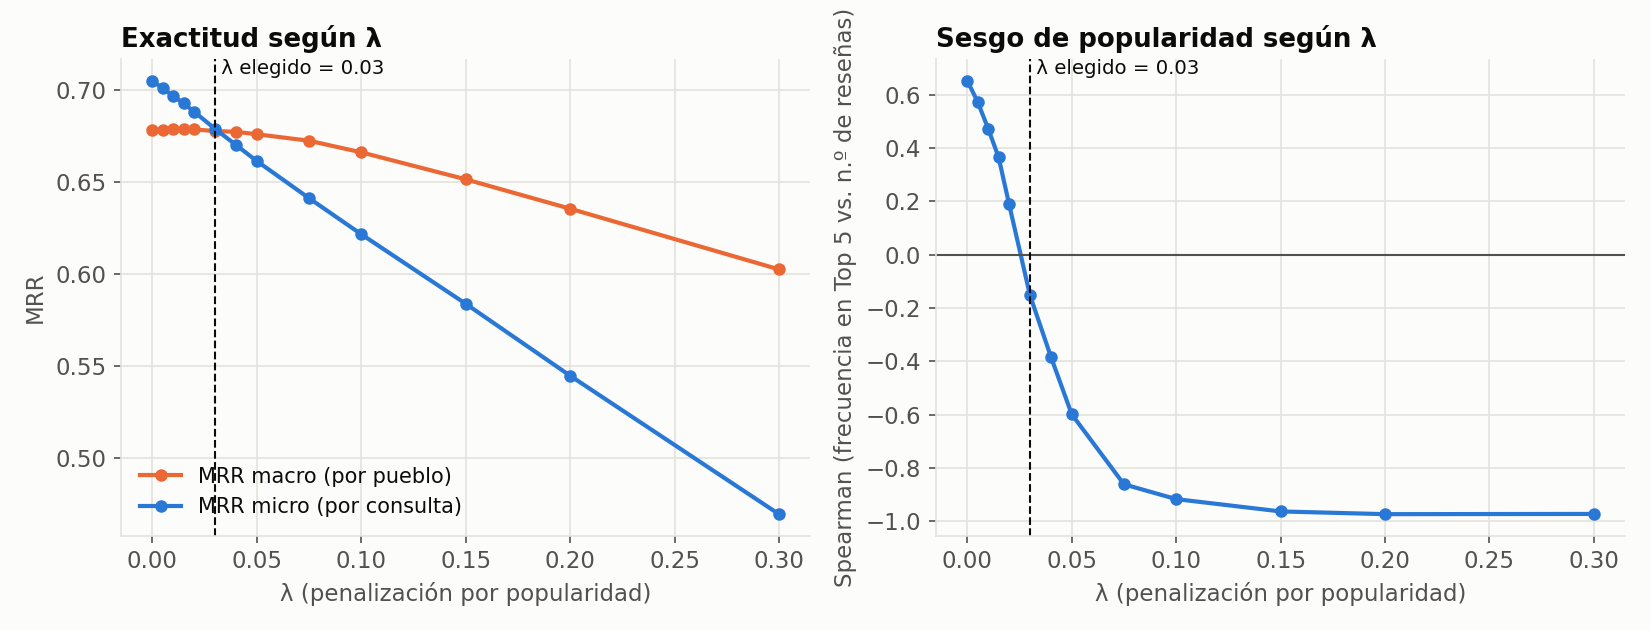 Exactitud según λ
λ elegido = 0.03
0.70
0.65
0.60
0.55
0.50
MRR
MRR macro (por pueblo)
MRR micro (por consulta)
0.00 0.05 0.10 0.15 0.20 0.25 0.30
λ (penalización por popularidad)
Sesgo de popularidad según λ
λ elegido = 0.03
0.6
0.4
0.2
0.0
−0.2
−0.4
−0.6
−0.8
−1.0
Spearman (frecuencia en Top 5 vs. n.º de reseñas)
0.00 0.05 0.10 0.15 0.20 0.25 0.30
λ (penalización por popularidad)